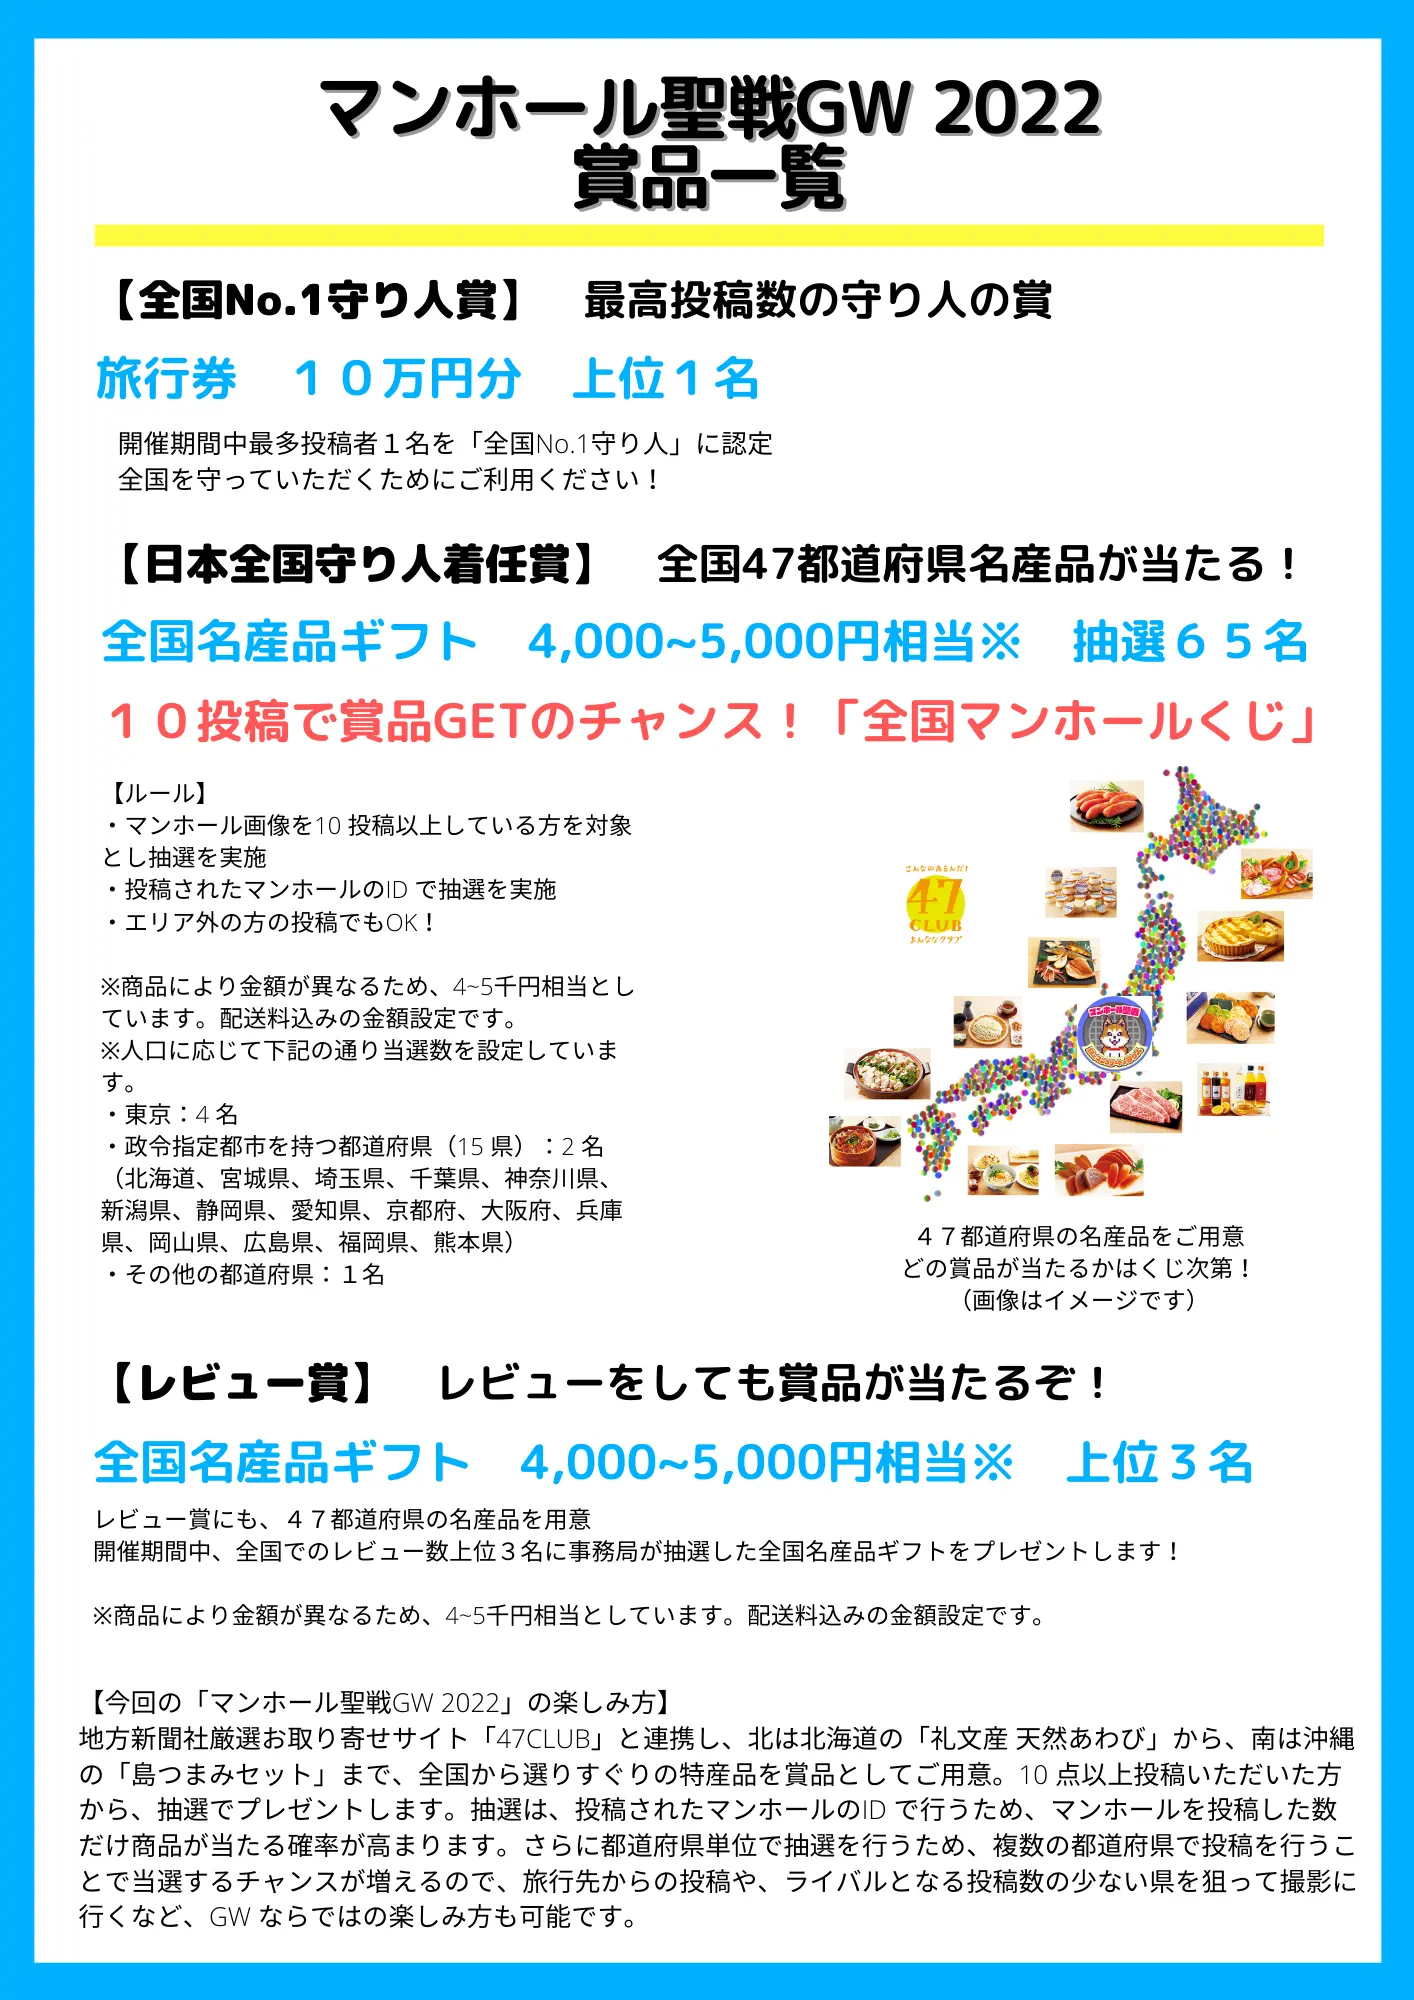 マンホール聖戦GW 2022
賞品一覧
【全国No.1守り人賞】　最高投稿数の守り人の賞
旅行券　１０万円分　上位１名
開催期間中最多投稿者１名を「全国No.1守り人」に認定
全国を守っていただくためにご利用ください！
【日本全国守り人着任賞】　全国47都道府県名産品が当たる！
全国名産品ギフト　4,000~5,000円相当※　抽選６５名
１０投稿で賞品GETのチャンス！「全国マンホールくじ」
【ルール】
・マンホール画像を10 投稿以上している方を対象
とし抽選を実施
・投稿されたマンホールのID で抽選を実施
・エリア外の方の投稿でもOK！
※商品により金額が異なるため、4~5千円相当とし
ています。配送料込みの金額設定です。
※人口に応じて下記の通り当選数を設定していま
す。
・東京：4 名
・政令指定都市を持つ都道府県（15 県）：2 名
（北海道、宮城県、埼玉県、千葉県、神奈川県、
新潟県、静岡県、愛知県、京都府、大阪府、兵庫
県、岡山県、広島県、福岡県、熊本県）
・その他の都道府県：１名
こんなのあるんだ！
47
CLUB
よんななクラブ
マンホール聖戦
４７都道府県の名産品をご用意
どの賞品が当たるかはくじ次第！
（画像はイメージです）
【レビュー賞】　レビューをしても賞品が当たるぞ！
全国名産品ギフト　4,000~5,000円相当※　上位３名
レビュー賞にも、４７都道府県の名産品を用意
開催期間中、全国でのレビュー数上位３名に事務局が抽選した全国名産品ギフトをプレゼントします！
※商品により金額が異なるため、4~5千円相当としています。配送料込みの金額設定です。
【今回の「マンホール聖戦GW 2022」の楽しみ方】
地方新聞社厳選お取り寄せサイト「47CLUB」と連携し、北は北海道の「礼文産 天然あわび」から、南は沖縄
の「島つまみセット」まで、全国から選りすぐりの特産品を賞品としてご用意。10 点以上投稿いただいた方
から、抽選でプレゼントします。抽選は、投稿されたマンホールのID で行うため、マンホールを投稿した数
だけ商品が当たる確率が高まります。さらに都道府県単位で抽選を行うため、複数の都道府県で投稿を行うこ
とで当選するチャンスが増えるので、旅行先からの投稿や、ライバルとなる投稿数の少ない県を狙って撮影に
行くなど、GW ならではの楽しみ方も可能です。